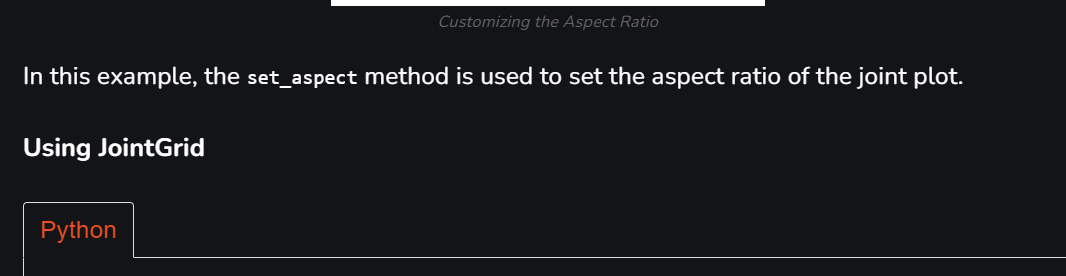 Customizing the Aspect Ratio
In this example, the set_aspect method is used to set the aspect ratio of the joint plot.
Using JointGrid
Python